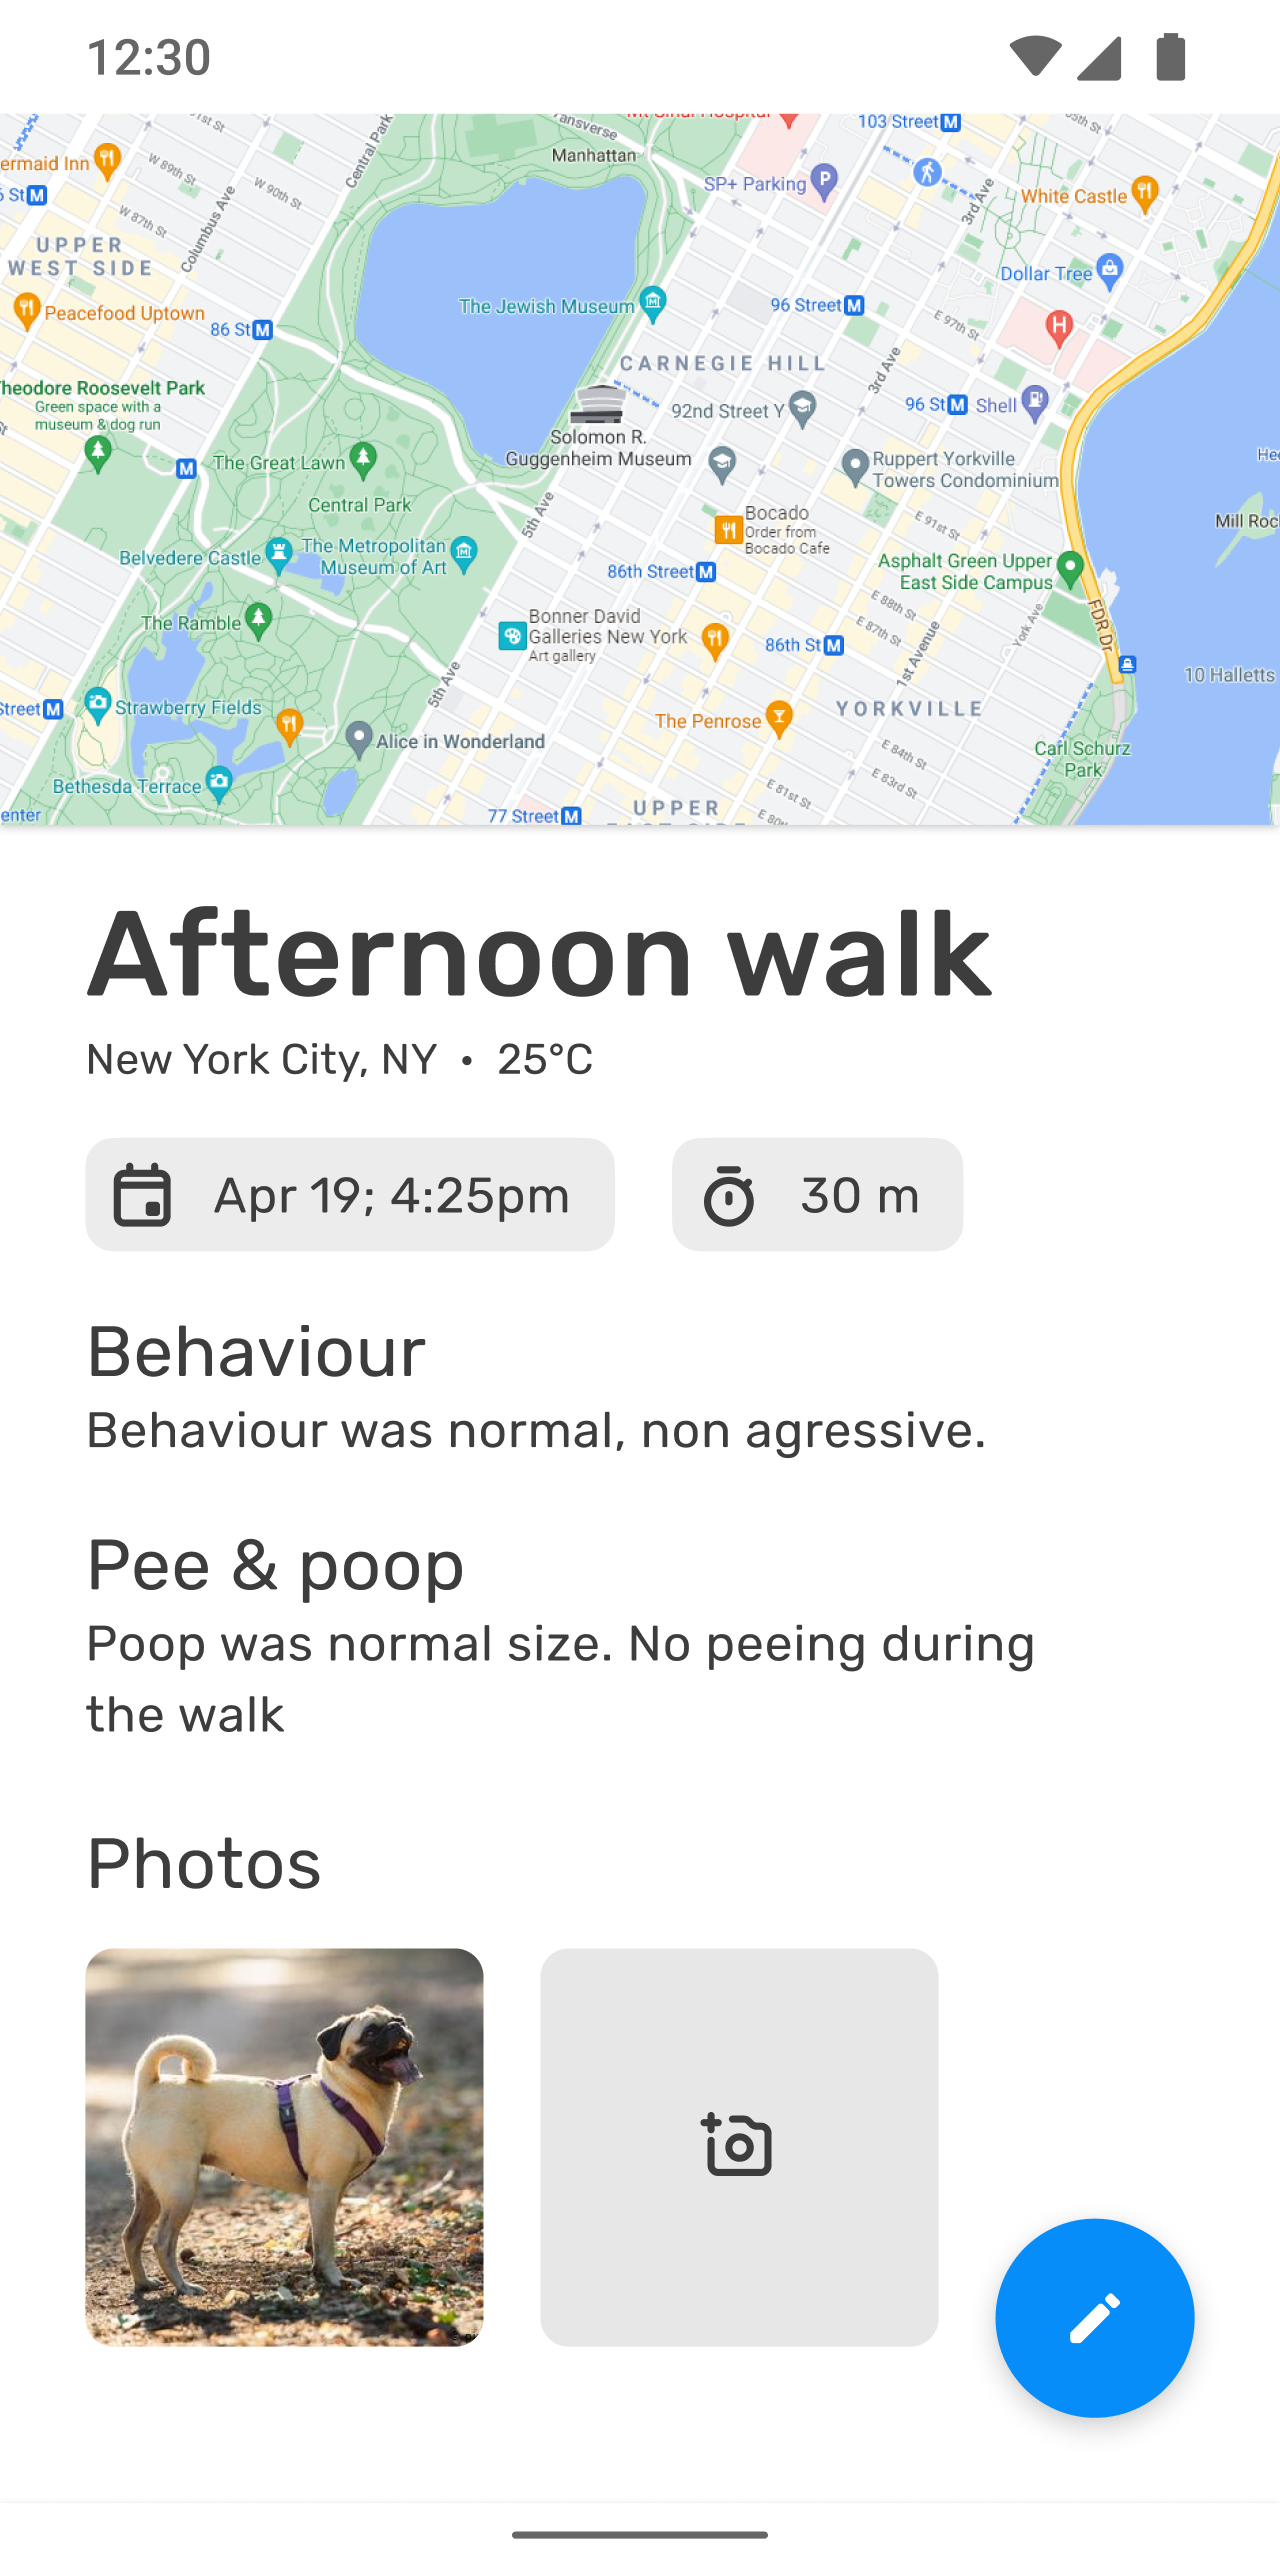 12:30
Mt Sinai Hospital
103 Street M
Transverse
Manhattan
Central Park
ermaid Inn
W 89th St
W 90th St
W 87th St
Columbus Ave
SP+ Parking P
White Castle
3rd Ave
St M
UPPER
WEST SIDE
Dollar Tree
Peacefood Uptown
86 St M
The Jewish Museum
96 Street M
H
E 97th St
CARNEGIE HILL
3rd Ave
Theodore Roosevelt Park
Green space with a
museum & dog run
M
92nd Street Y
96 St M
Shell
Solomon R.
Guggenheim Museum
The Great Lawn
Ruppert Yorkville
Towers Condominium
Central Park
5th Ave
Bocado
Order from
Bocado Cafe
E 91st St
Mill Roc
Belvedere Castle
The Metropolitan
Museum of Art
86th Street M
Asphalt Green Upper
East Side Campus
The Ramble
Bonner David
Galleries New York
Art gallery
E 88th St
E 87th St
86th St M
1st Avenue
York Ave
FDR Dr
10 Halletts
5th Ave
Street M
Strawberry Fields
The Penrose
YORKVILLE
Alice in Wonderland
E 84th St
E 83rd St
Carl Schurz
Park
Bethesda Terrace
E 81st St
enter
77 Street M
UPPER
Afternoon walk
New York City, NY • 25°C
Apr 19; 4:25pm
30 m
Behaviour
Behaviour was normal, non agressive.
Pee & poop
Poop was normal size. No peeing during
the walk
Photos